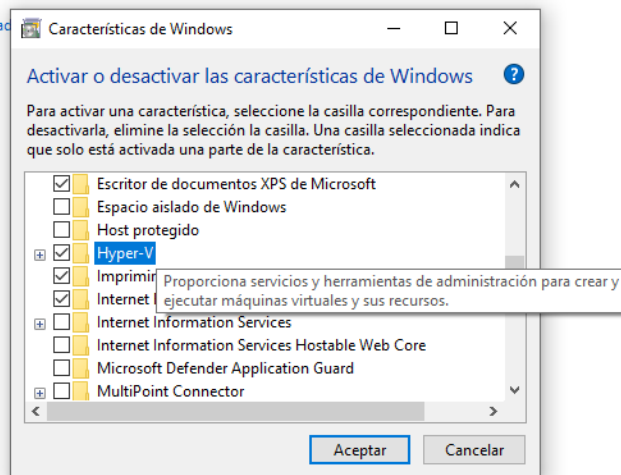 Características de Windows
Activar o desactivar las características de Windows
Para activar una característica, seleccione la casilla correspondiente. Para
desactivarla, elimine la selección la casilla. Una casilla seleccionada indica
que solo está activada una parte de la característica.
Escritor de documentos XPS de Microsoft
Espacio aislado de Windows
Host protegido
Hyper-V
Imprimir
Proporciona servicios y herramientas de administración para crear y
ejecutar máquinas virtuales y sus recursos.
Internet
Internet Information Services
Internet Information Services Hostable Web Core
Microsoft Defender Application Guard
MultiPoint Connector
Aceptar
Cancelar